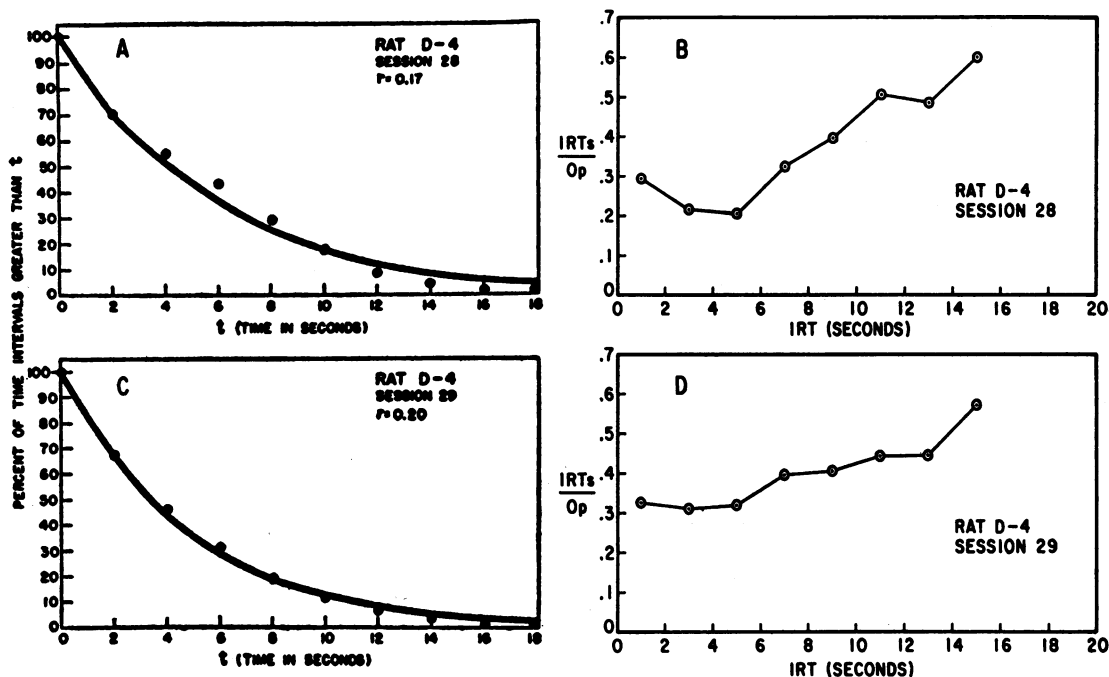 PERCENT OF TIME INTERVALS GREATER THAN t
A
RAT D-4
SESSION 28
r=0.17
100
90
80
70
60
50
40
30
20
10
0
0 2 4 6 8 10 12 14 16 18
t (TIME IN SECONDS)
B
.7
.6
.5
.4
.3
.2
.1
0
IRTs
Op
RAT D-4
SESSION 28
0 2 4 6 8 10 12 14 16 18 20
IRT (SECONDS)
C
RAT D-4
SESSION 29
r=0.20
100
90
80
70
60
50
40
30
20
10
0
0 2 4 6 8 10 12 14 16 18
t (TIME IN SECONDS)
D
.7
.6
.5
.4
.3
.2
.1
0
IRTs
Op
RAT D-4
SESSION 29
0 2 4 6 8 10 12 14 16 18 20
IRT (SECONDS)